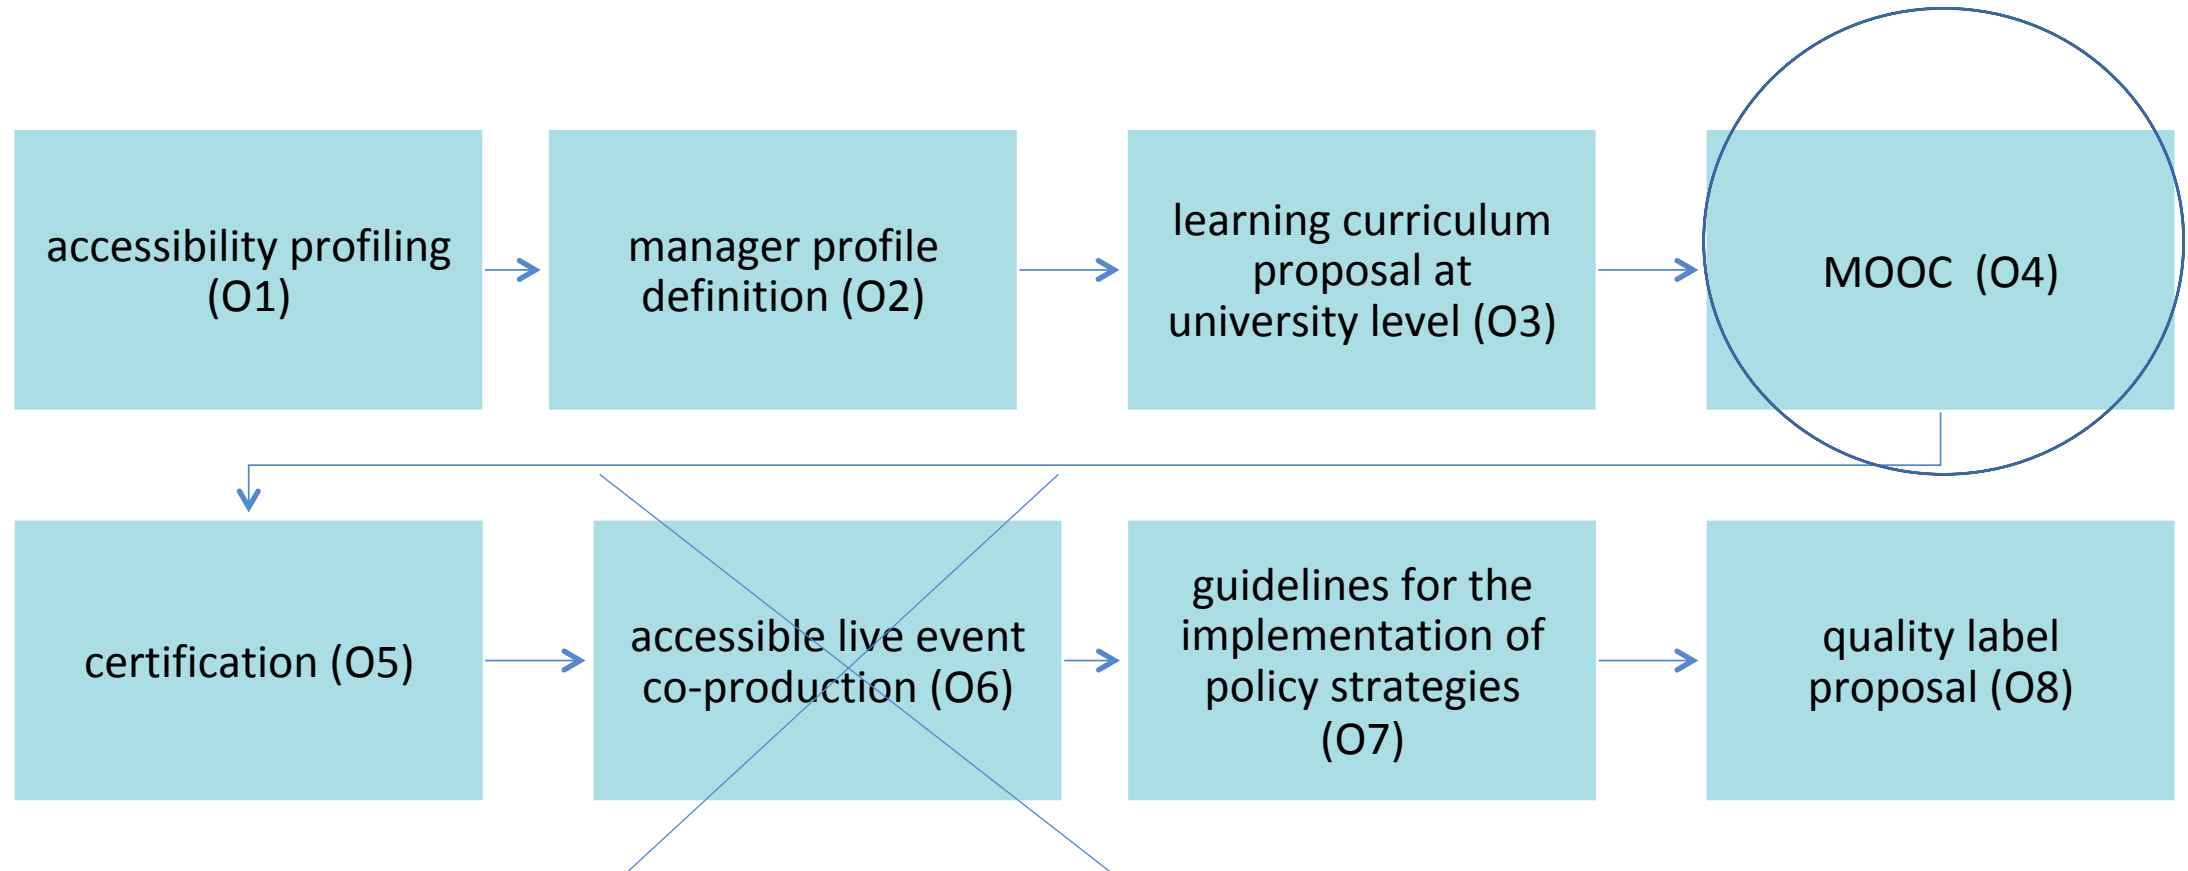 accessibility profiling
(O1)
manager profile
definition (O2)
learning curriculum
proposal at
university level (O3)
MOOC  (O4)
certification (O5)
accessible live event
co-production (O6)
guidelines for the
implementation of
policy strategies
(O7)
quality label
proposal (O8)